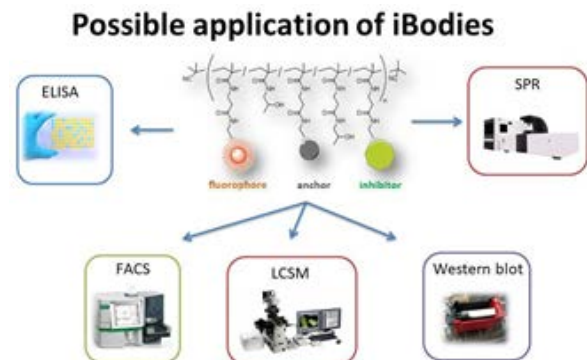 Possible application of iBodies
ELISA
SPR
fluorophore
anchor
inhibitor
FACS
LCSM
Western blot